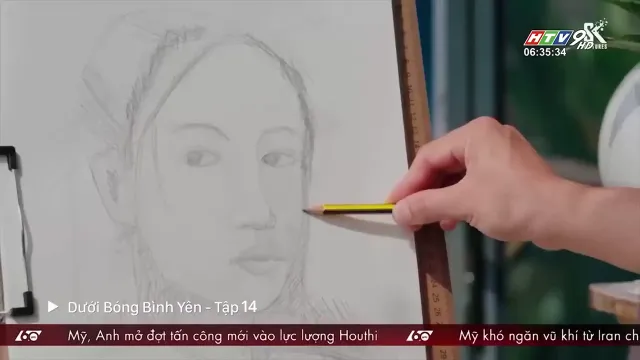 HTV9 HD
06:35:34
Dưới Bóng Bình Yên - Tập 14
Mỹ, Anh mở đợt tấn công mới vào lực lượng Houthi
Mỹ khó ngăn vũ khí từ Iran ch